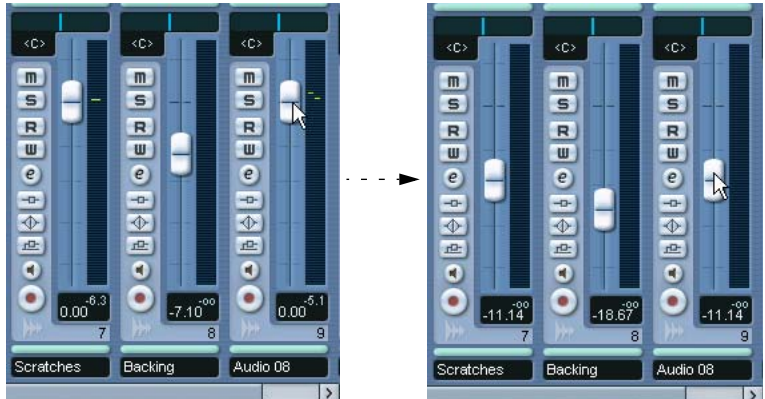 <C> <C> <C>
m m m
S S S
R R R
W W W
e e e
-6.3 -oo -5.1
0.00 -7.10 0.00
7 8 9
Scratches Backing Audio 08
>
<C> <C> <C>
m m m
S S S
R R R
W W W
e e e
-oo -oo -oo
-11.14 -18.67 -11.14
7 8 9
Scratches Backing Audio 08
>